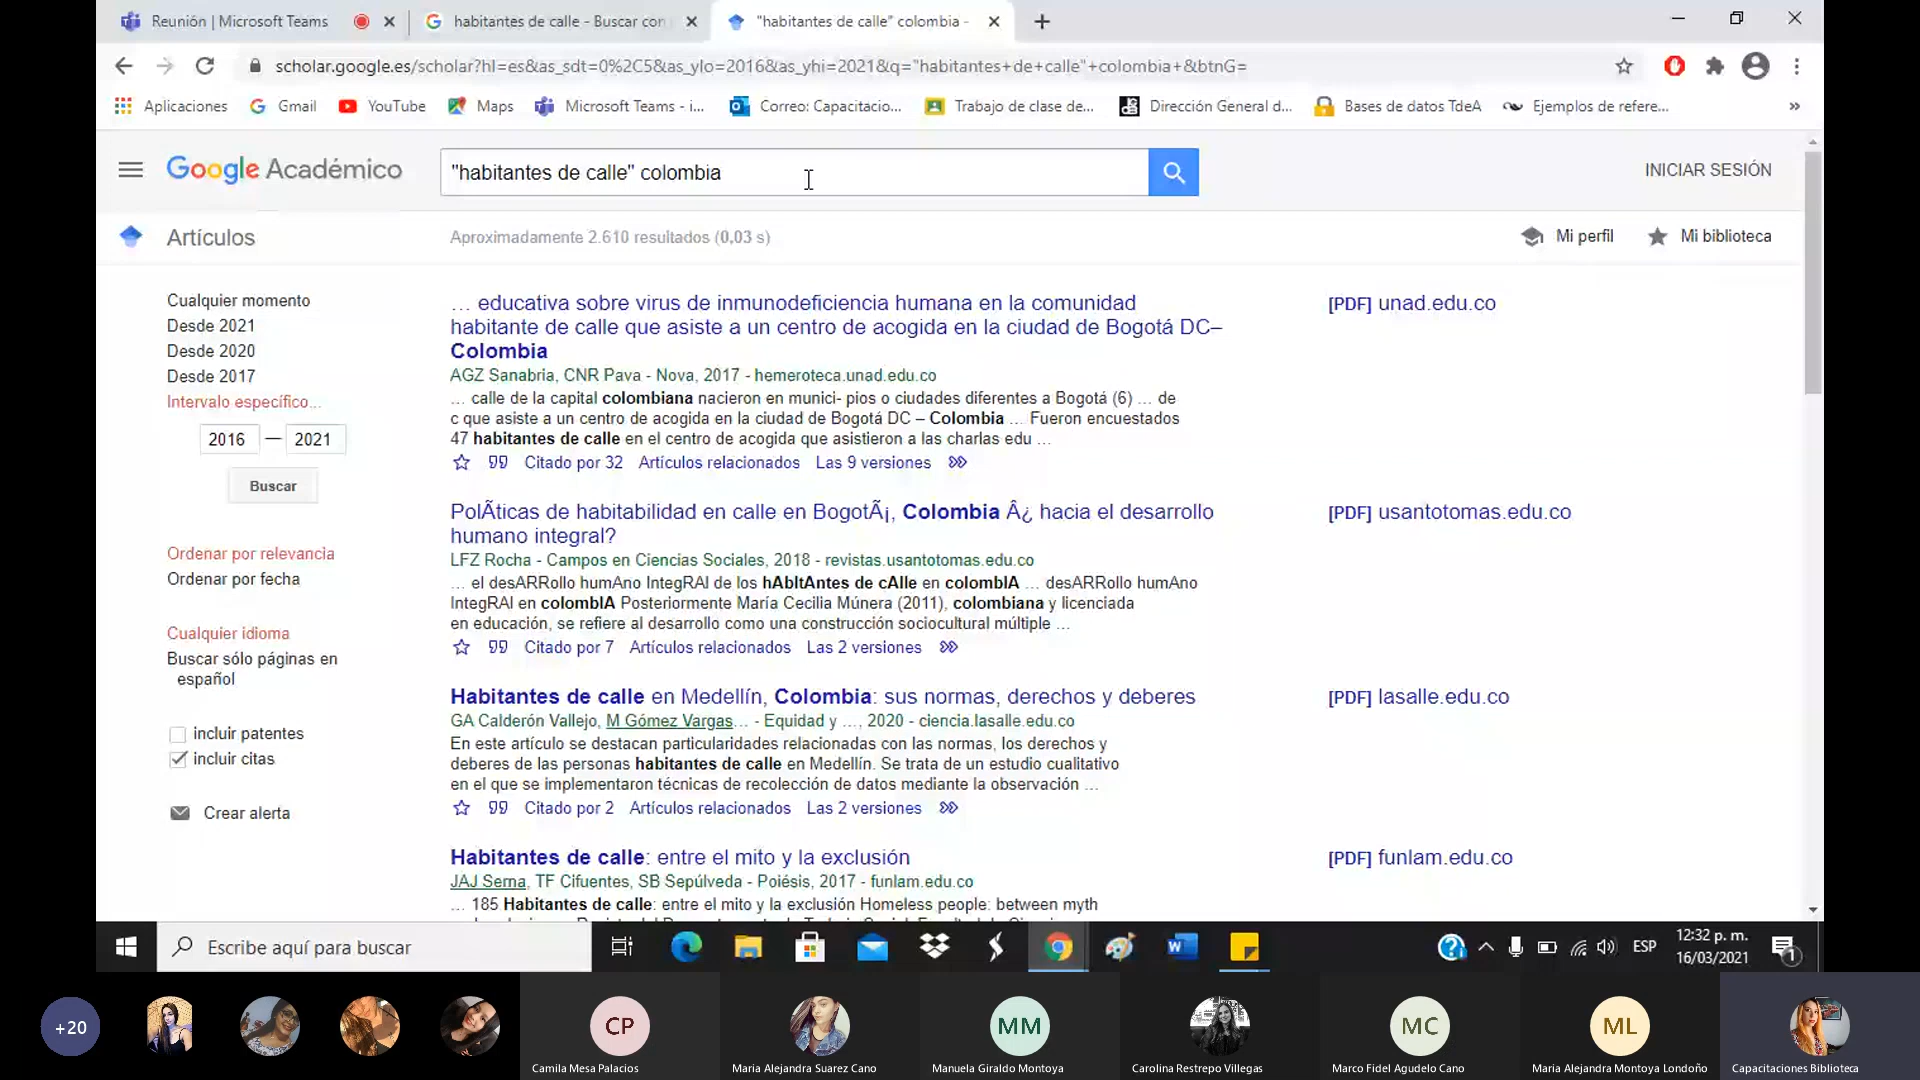 Reunión | Microsoft Teams
habitantes de calle - Buscar con
"habitantes de calle" colombia -
scholar.google.es/scholar?hl=es&as_sdt=0%2C5&as_ylo=2016&as_yhi=2021&q="habitantes+de+calle"+colombia+&btnG=
Aplicaciones
Gmail
YouTube
Maps
Microsoft Teams - i...
Correo: Capacitacio...
Trabajo de clase de...
Dirección General d...
Bases de datos TdeA
Ejemplos de refere...
»
Google Académico
"habitantes de calle" colombia
INICIAR SESIÓN
Artículos
Aproximadamente 2.610 resultados (0,03 s)
Mi perfil
Mi biblioteca
Cualquier momento
Desde 2021
Desde 2020
Desde 2017
Intervalo específico...
2016 — 2021
Buscar
Ordenar por relevancia
Ordenar por fecha
Cualquier idioma
Buscar sólo páginas en
español
incluir patentes
incluir citas
Crear alerta
... educativa sobre virus de inmunodeficiencia humana en la comunidad
habitante de calle que asiste a un centro de acogida en la ciudad de Bogotá DC–
Colombia
AGZ Sanabria, CNR Pava - Nova, 2017 - hemeroteca.unad.edu.co
... calle de la capital colombiana nacieron en munici- pios o ciudades diferentes a Bogotá (6) ... de
c que asiste a un centro de acogida en la ciudad de Bogotá DC – Colombia ... Fueron encuestados
47 habitantes de calle en el centro de acogida que asistieron a las charlas edu ...
Citado por 32 Artículos relacionados Las 9 versiones
[PDF] unad.edu.co
PolÃticas de habitabilidad en calle en BogotÃ¡, Colombia Â¿ hacia el desarrollo
humano integral?
LFZ Rocha - Campos en Ciencias Sociales, 2018 - revistas.usantotomas.edu.co
... el desARRollo humAno IntegRAl de los hAbItAntes de cAlle en colombIA ... desARRollo humAno
IntegRAl en colombIA Posteriormente María Cecilia Múnera (2011), colombiana y licenciada
en educación, se refiere al desarrollo como una construcción sociocultural múltiple ...
Citado por 7 Artículos relacionados Las 2 versiones
[PDF] usantotomas.edu.co
Habitantes de calle en Medellín, Colombia: sus normas, derechos y deberes
GA Calderón Vallejo, M Gómez Vargas... - Equidad y ..., 2020 - ciencia.lasalle.edu.co
En este artículo se destacan particularidades relacionadas con las normas, los derechos y
deberes de las personas habitantes de calle en Medellín. Se trata de un estudio cualitativo
en el que se implementaron técnicas de recolección de datos mediante la observación ...
Citado por 2 Artículos relacionados Las 2 versiones
[PDF] lasalle.edu.co
Habitantes de calle: entre el mito y la exclusión
JAJ Serna, TF Cifuentes, SB Sepúlveda - Poiésis, 2017 - funlam.edu.co
... 185 Habitantes de calle: entre el mito y la exclusión Homeless people: between myth
[PDF] funlam.edu.co
Escribe aquí para buscar
ESP
12:32 p. m.
16/03/2021
1
+20
CP
MM
MC
ML
Camila Mesa Palacios
Maria Alejandra Suarez Cano
Manuela Giraldo Montoya
Carolina Restrepo Villegas
Marco Fidel Agudelo Cano
Maria Alejandra Montoya Londoño
Capacitaciones Biblioteca